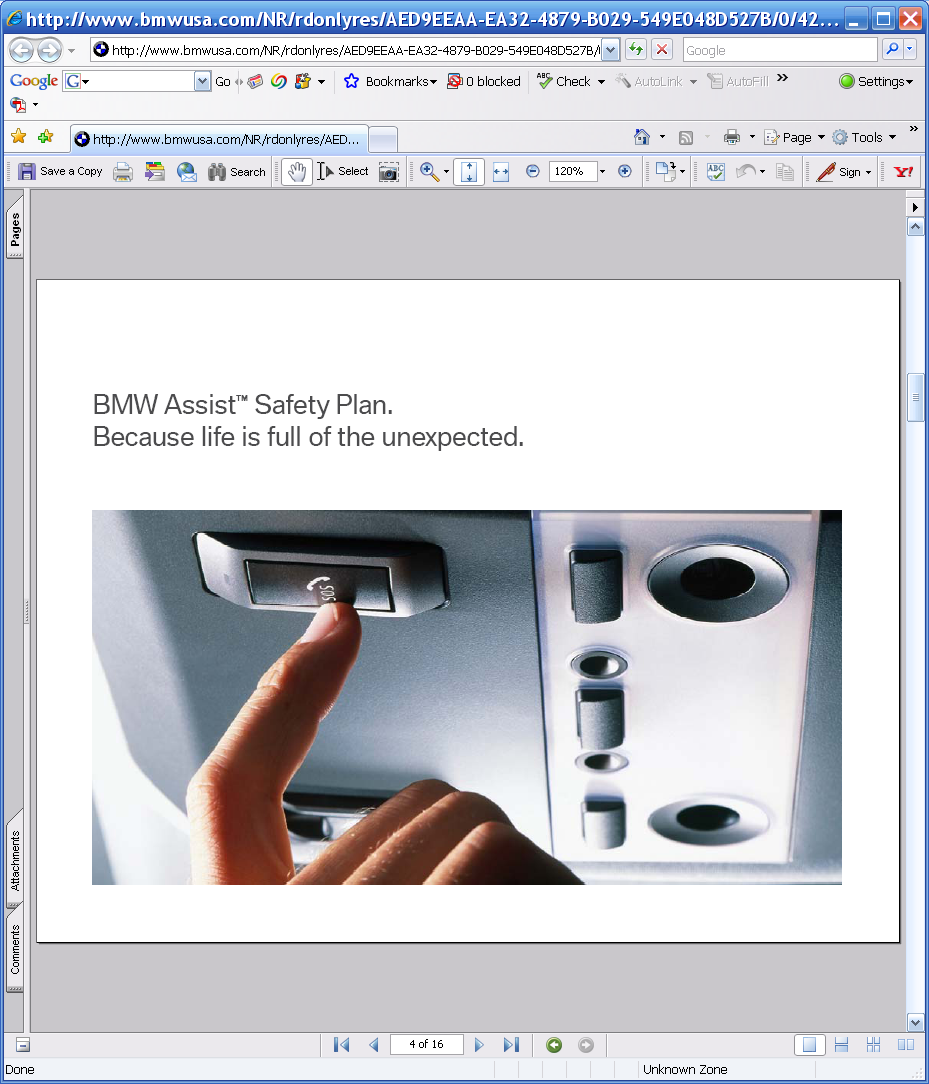 http://www.bmwusa.com/NR/rdonlyres/AED9EEAA-EA32-4879-B029-549E048D527B/0/42...
http://www.bmwusa.com/NR/rdonlyres/AED9EEAA-EA32-4879-B029-549E048D527B/
Google
Google G Go Bookmarks 0 blocked ABC Check AutoLink AutoFill Settings
http://www.bmwusa.com/NR/rdonlyres/AED...
Page Tools
Save a Copy Search Select 120% ABC Sign Y!
Pages
BMW Assist™ Safety Plan.
Because life is full of the unexpected.
SOS
Attachments
Comments
4 of 16
Done Unknown Zone